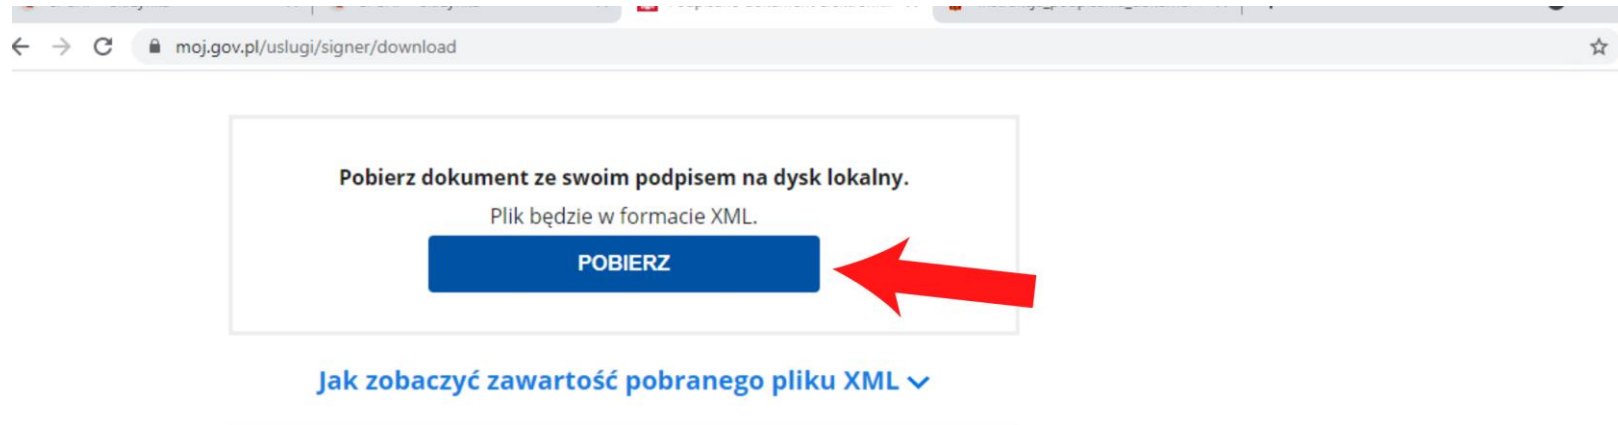 moj.gov.pl/uslugi/signer/download
Pobierz dokument ze swoim podpisem na dysk lokalny.
Plik będzie w formacie XML.
POBIERZ
Jak zobaczyć zawartość pobranego pliku XML